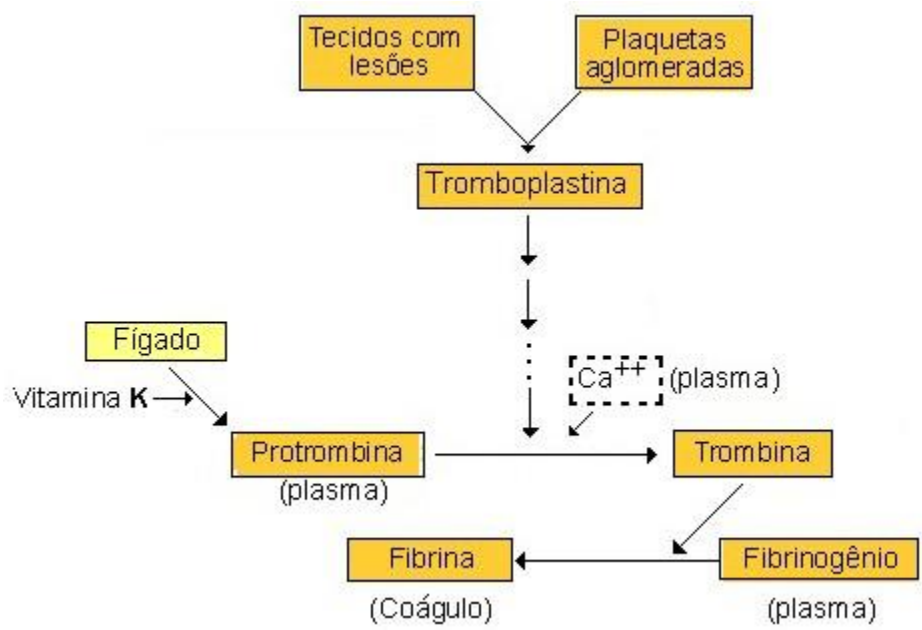 Tecidos com
lesões
Plaquetas
aglomeradas
Tromboplastina
Fígado
Ca++ (plasma)
Vitamina K
Protrombina
(plasma)
Trombina
Fibrina
(Coágulo)
Fibrinogênio
(plasma)